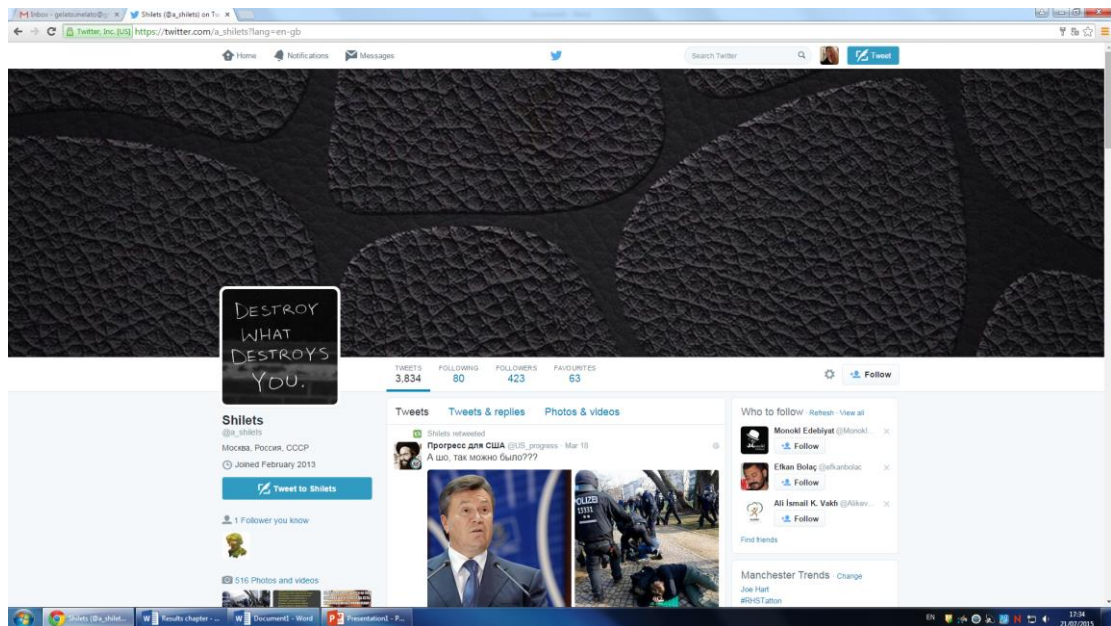 Shilets (@a_shilets) on Tw
Twitter, Inc. [US] https://twitter.com/a_shilets?lang=en-gb
Home Notifications Messages
Search Twitter
Tweet
DESTROY
WHAT
DESTROYS
YOU.
TWEETS FOLLOWING FOLLOWERS FAVOURITES
3,834 80 423 63
Follow
Shilets
@a_shilets
Москва, Россия, СССР
Joined February 2013
Tweet to Shilets
1 Follower you know
516 Photos and videos
Tweets Tweets & replies Photos & videos
Shilets retweeted
Прогресс для США @US_progress · Mar 18
А шо, так можно было???
POLIZEI
Who to follow · Refresh · View all
Monokl Edebiyat @Monokl...
Follow
Efkan Bolaç @efkanbolac
Follow
Ali İsmail K. Vakfı @Alikev...
Follow
Find friends
Manchester Trends · Change
Joe Hart
#RHSTatton
Shilets (@a_shilet...
Results chapter - ...
Document1 - Word
Presentation1 - P...
EN
17:34
21/07/2015